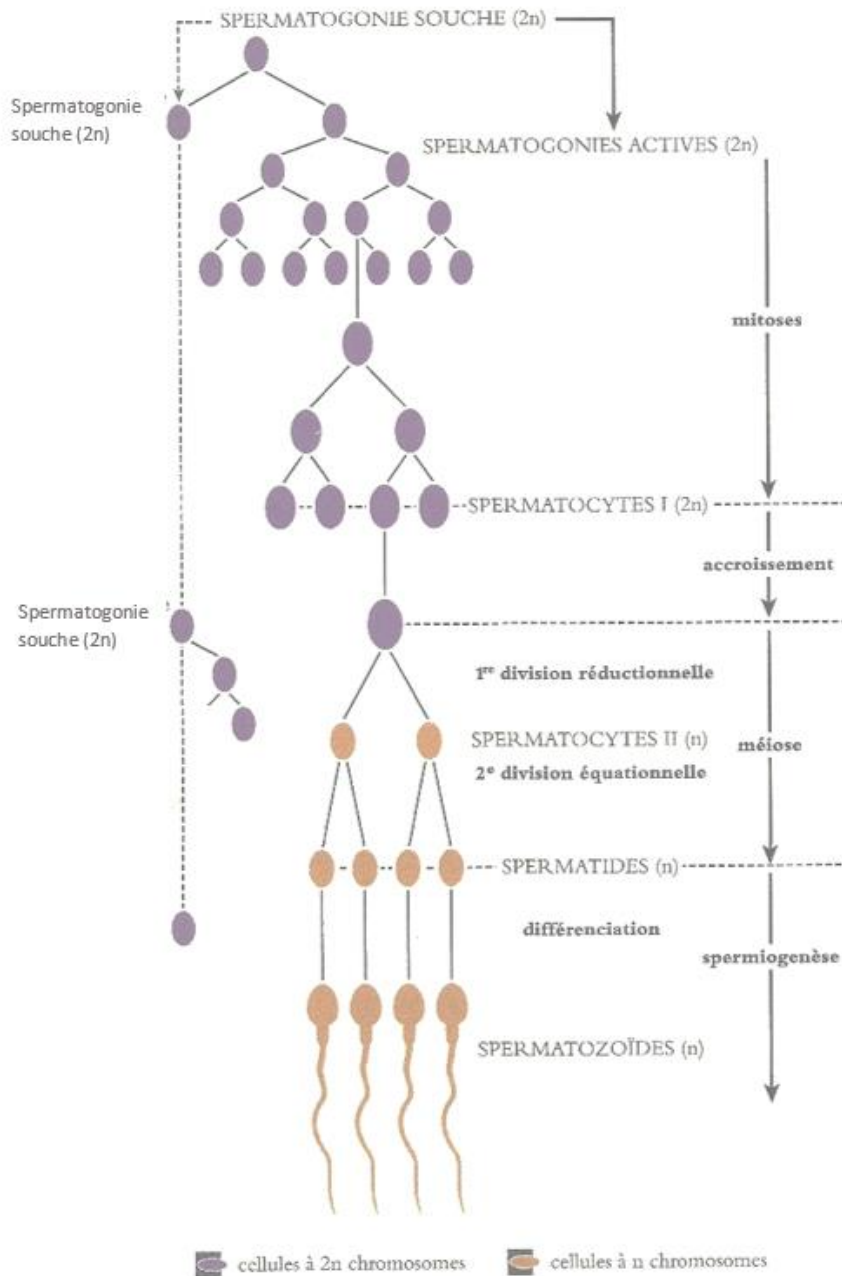 SPERMATOGONIE SOUCHE (2n)
Spermatogonie
souche (2n)
SPERMATOGONIES ACTIVES (2n)
mitoses
SPERMATOCYTES I (2n)
accroissement
Spermatogonie
souche (2n)
1re division réductionnelle
SPERMATOCYTES II (n)
méiose
2e division équationnelle
SPERMATIDES (n)
différenciation
spermiogenèse
SPERMATOZOÏDES (n)
cellules à 2n chromosomes
cellules à n chromosomes